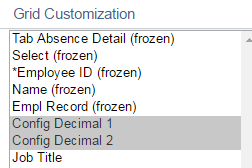 Grid Customization
Tab Absence Detail (frozen)
Select (frozen)
*Employee ID (frozen)
Name (frozen)
Empl Record (frozen)
Config Decimal 1
Config Decimal 2
Job Title